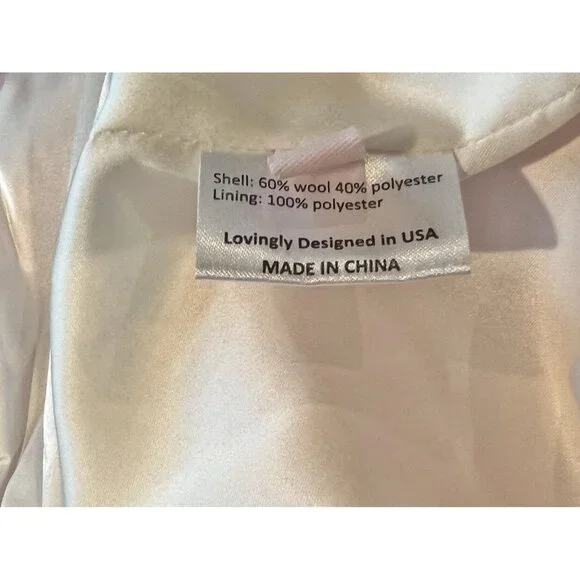 Shell: 60% wool 40% polyester
Lining: 100% polyester
Lovingly Designed in USA
MADE IN CHINA